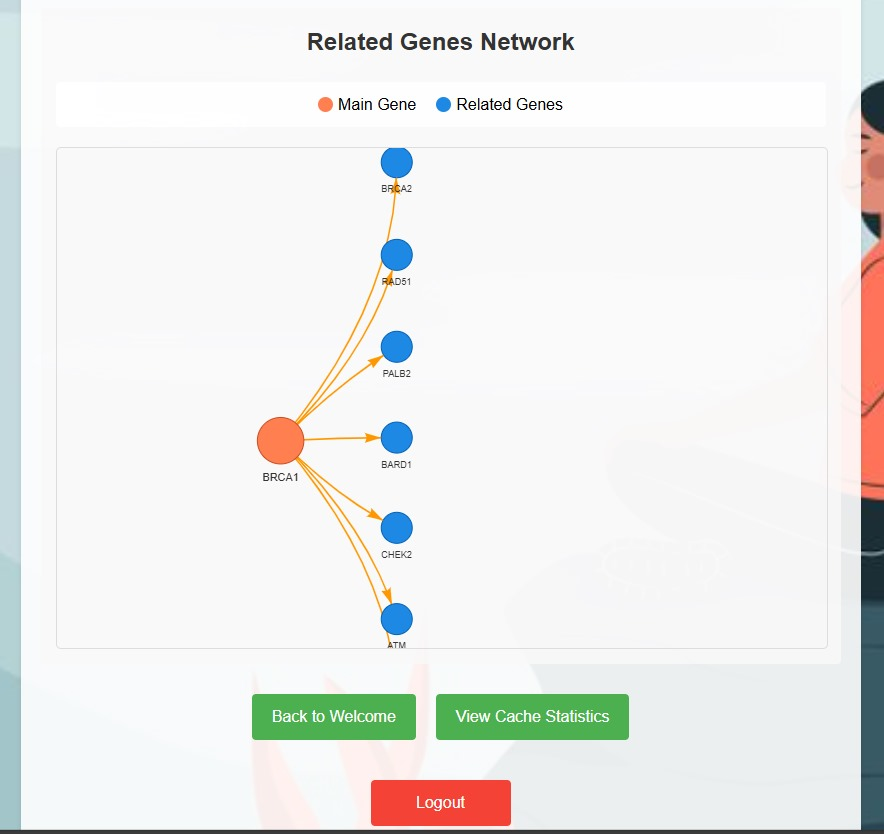 Related Genes Network
Main Gene Related Genes
BRCA2
RAD51
PALB2
BARD1
BRCA1
CHEK2
ATM
Back to Welcome View Cache Statistics
Logout